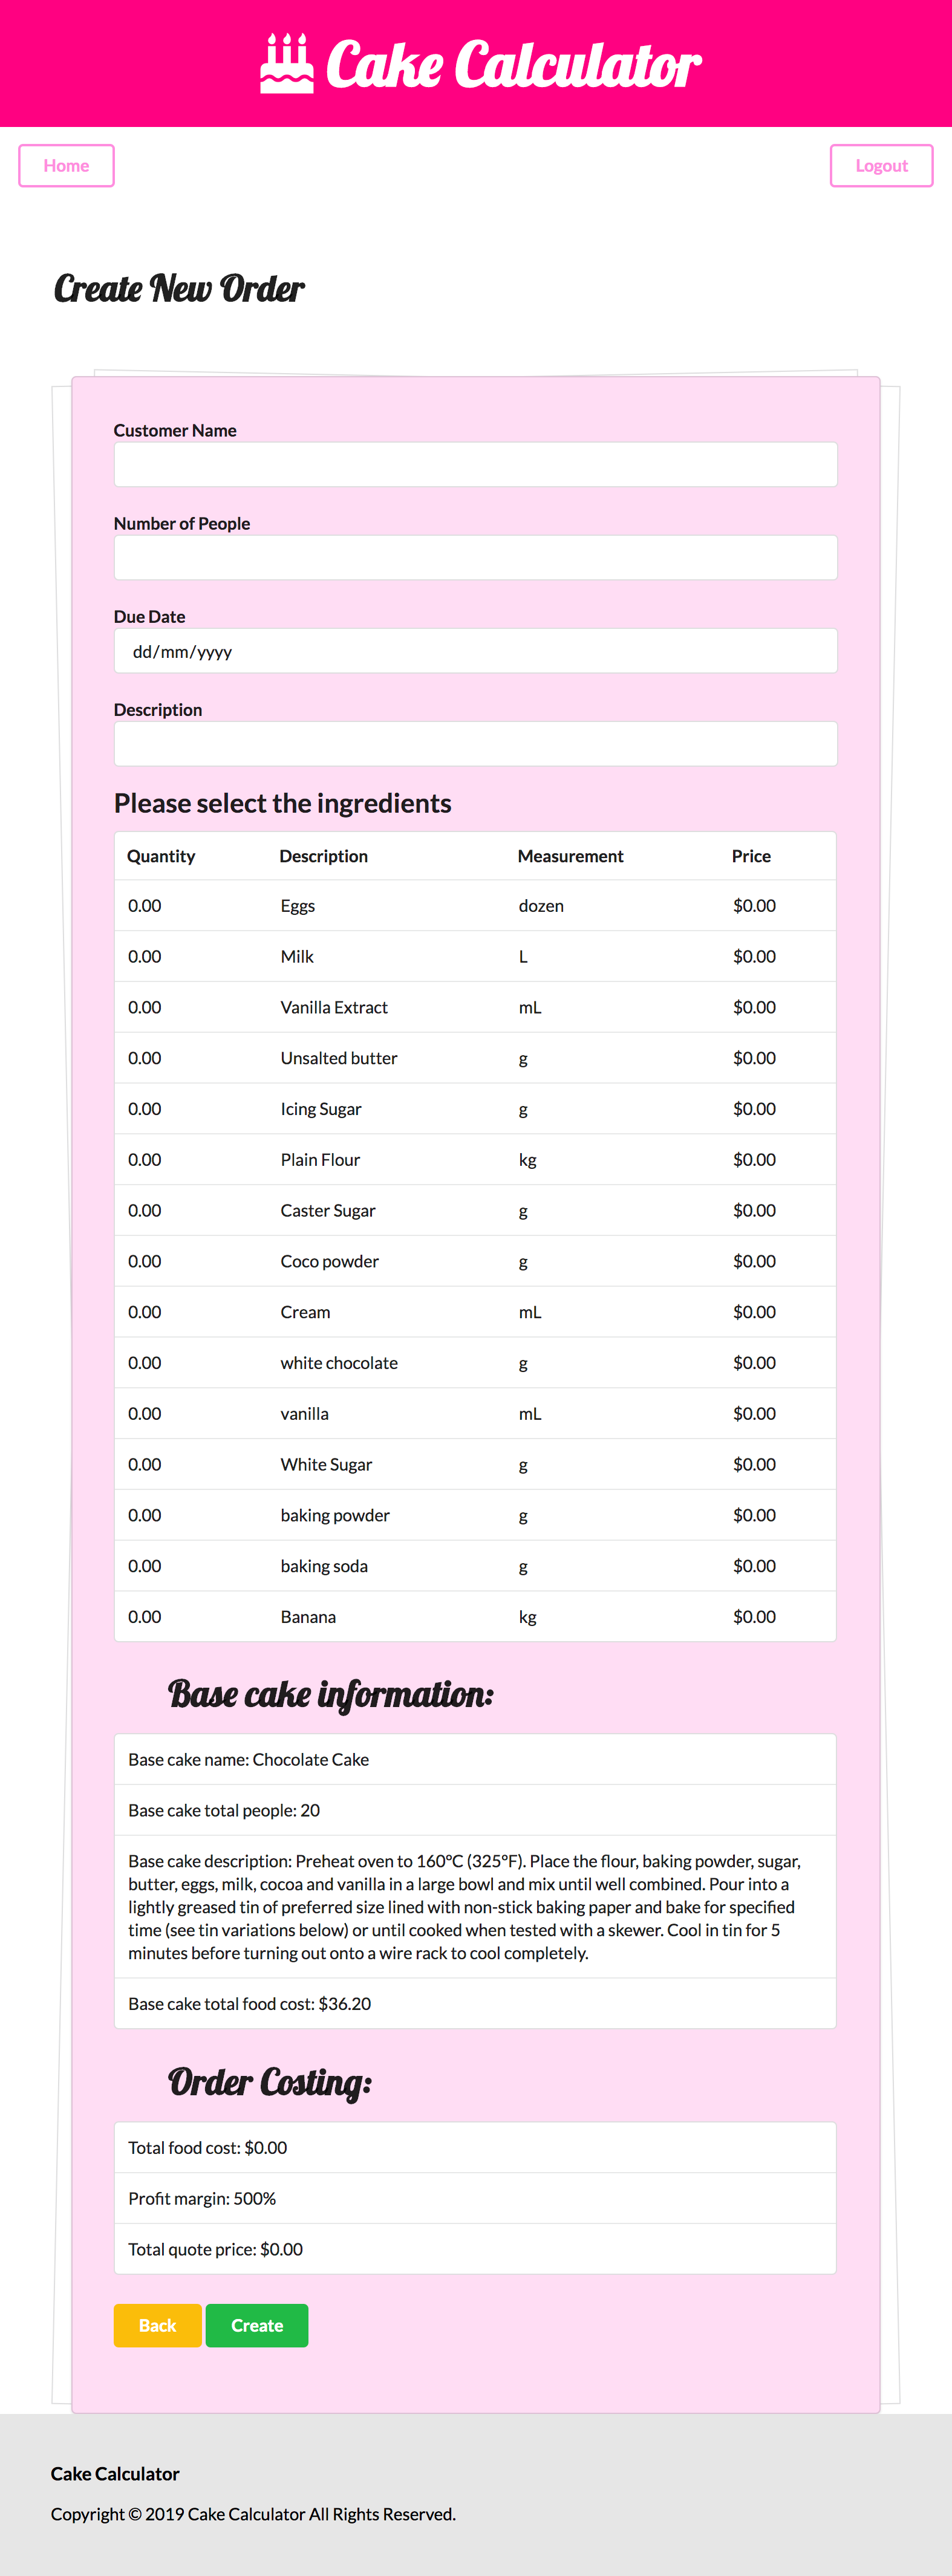 Cake Calculator
Home
Logout
Create New Order
Customer Name
Number of People
Due Date
dd/mm/yyyy
Description
Please select the ingredients
Quantity Description Measurement Price
0.00 Eggs dozen $0.00
0.00 Milk L $0.00
0.00 Vanilla Extract mL $0.00
0.00 Unsalted butter g $0.00
0.00 Icing Sugar g $0.00
0.00 Plain Flour kg $0.00
0.00 Caster Sugar g $0.00
0.00 Coco powder g $0.00
0.00 Cream mL $0.00
0.00 white chocolate g $0.00
0.00 vanilla mL $0.00
0.00 White Sugar g $0.00
0.00 baking powder g $0.00
0.00 baking soda g $0.00
0.00 Banana kg $0.00
Base cake information:
Base cake name: Chocolate Cake
Base cake total people: 20
Base cake description: Preheat oven to 160°C (325°F). Place the flour, baking powder, sugar,
butter, eggs, milk, cocoa and vanilla in a large bowl and mix until well combined. Pour into a
lightly greased tin of preferred size lined with non-stick baking paper and bake for specified
time (see tin variations below) or until cooked when tested with a skewer. Cool in tin for 5
minutes before turning out onto a wire rack to cool completely.
Base cake total food cost: $36.20
Order Costing:
Total food cost: $0.00
Profit margin: 500%
Total quote price: $0.00
Back
Create
Cake Calculator
Copyright © 2019 Cake Calculator All Rights Reserved.